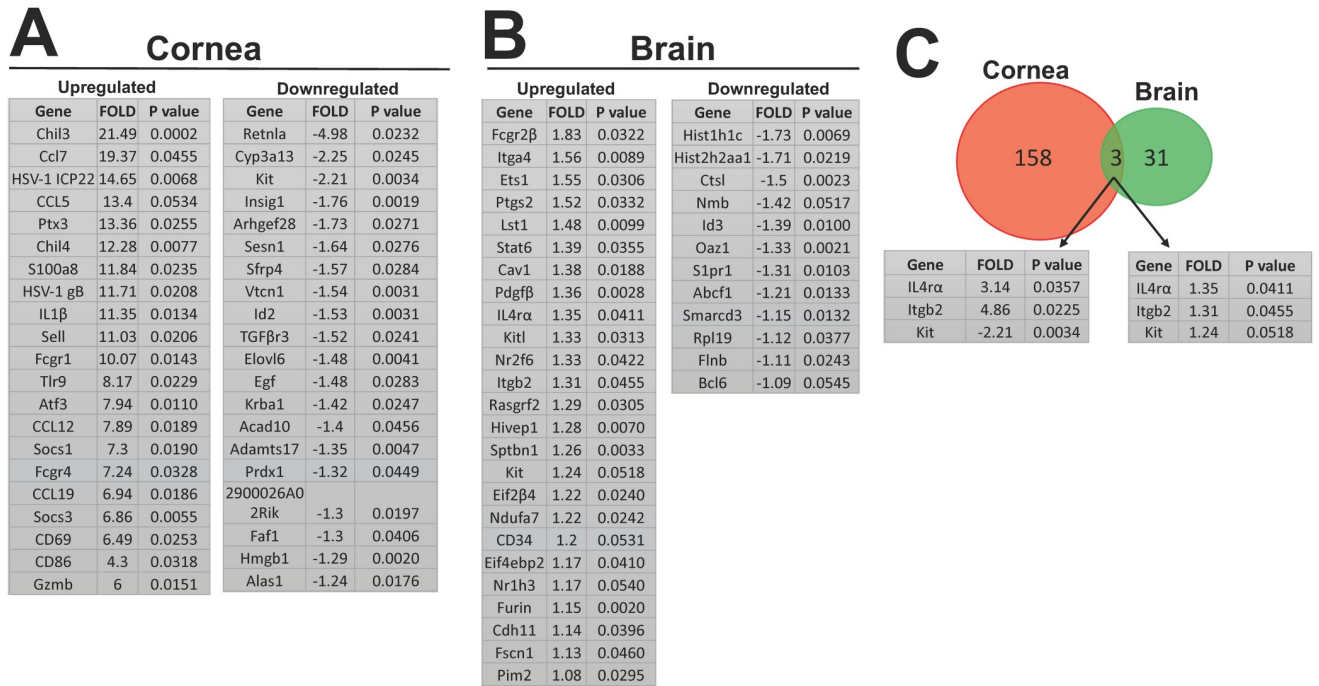 A Cornea
Upregulated
Gene FOLD P value
Chil3 21.49 0.0002
Ccl7 19.37 0.0455
HSV-1 ICP22 14.65 0.0068
CCL5 13.4 0.0534
Ptx3 13.36 0.0255
Chil4 12.28 0.0077
S100a8 11.84 0.0235
HSV-1 gB 11.71 0.0208
IL1β 11.35 0.0134
Sell 11.03 0.0206
Fcgr1 10.07 0.0143
Tlr9 8.17 0.0229
Atf3 7.94 0.0110
CCL12 7.89 0.0189
Socs1 7.3 0.0190
Fcgr4 7.24 0.0328
CCL19 6.94 0.0186
Socs3 6.86 0.0055
CD69 6.49 0.0253
CD86 4.3 0.0318
Gzmb 6 0.0151
Downregulated
Gene FOLD P value
Retnla -4.98 0.0232
Cyp3a13 -2.25 0.0245
Kit -2.21 0.0034
Insig1 -1.76 0.0019
Arhgef28 -1.73 0.0271
Sesn1 -1.64 0.0276
Sfrp4 -1.57 0.0284
Vtcn1 -1.54 0.0031
Id2 -1.53 0.0031
TGFβr3 -1.52 0.0241
Elovl6 -1.48 0.0041
Egf -1.48 0.0283
Krba1 -1.42 0.0247
Acad10 -1.4 0.0456
Adamts17 -1.35 0.0047
Prdx1 -1.32 0.0449
2900026A0
2Rik -1.3 0.0197
Faf1 -1.3 0.0406
Hmgb1 -1.29 0.0020
Alas1 -1.24 0.0176
B Brain
Upregulated
Gene FOLD P value
Fcgr2β 1.83 0.0322
Itga4 1.56 0.0089
Ets1 1.55 0.0306
Ptgs2 1.52 0.0332
Lst1 1.48 0.0099
Stat6 1.39 0.0355
Cav1 1.38 0.0188
Pdgfβ 1.36 0.0028
IL4rα 1.35 0.0411
Kitl 1.33 0.0313
Nr2f6 1.33 0.0422
Itgb2 1.31 0.0455
Rasgrf2 1.29 0.0305
Hivep1 1.28 0.0070
Sptbn1 1.26 0.0033
Kit 1.24 0.0518
Eif2β4 1.22 0.0240
Ndufa7 1.22 0.0242
CD34 1.2 0.0531
Eif4ebp2 1.17 0.0410
Nr1h3 1.17 0.0540
Furin 1.15 0.0020
Cdh11 1.14 0.0396
Fscn1 1.13 0.0460
Pim2 1.08 0.0295
Downregulated
Gene FOLD P value
Hist1h1c -1.73 0.0069
Hist2h2aa1 -1.71 0.0219
Ctsl -1.5 0.0023
Nmb -1.42 0.0517
Id3 -1.39 0.0100
Oaz1 -1.33 0.0021
S1pr1 -1.31 0.0103
Abcf1 -1.21 0.0133
Smarcd3 -1.15 0.0132
Rpl19 -1.12 0.0377
Flnb -1.11 0.0243
Bcl6 -1.09 0.0545
C
Cornea
Brain
158 3 31
Gene FOLD P value
IL4rα 3.14 0.0357
Itgb2 4.86 0.0225
Kit -2.21 0.0034
Gene FOLD P value
IL4rα 1.35 0.0411
Itgb2 1.31 0.0455
Kit 1.24 0.0518